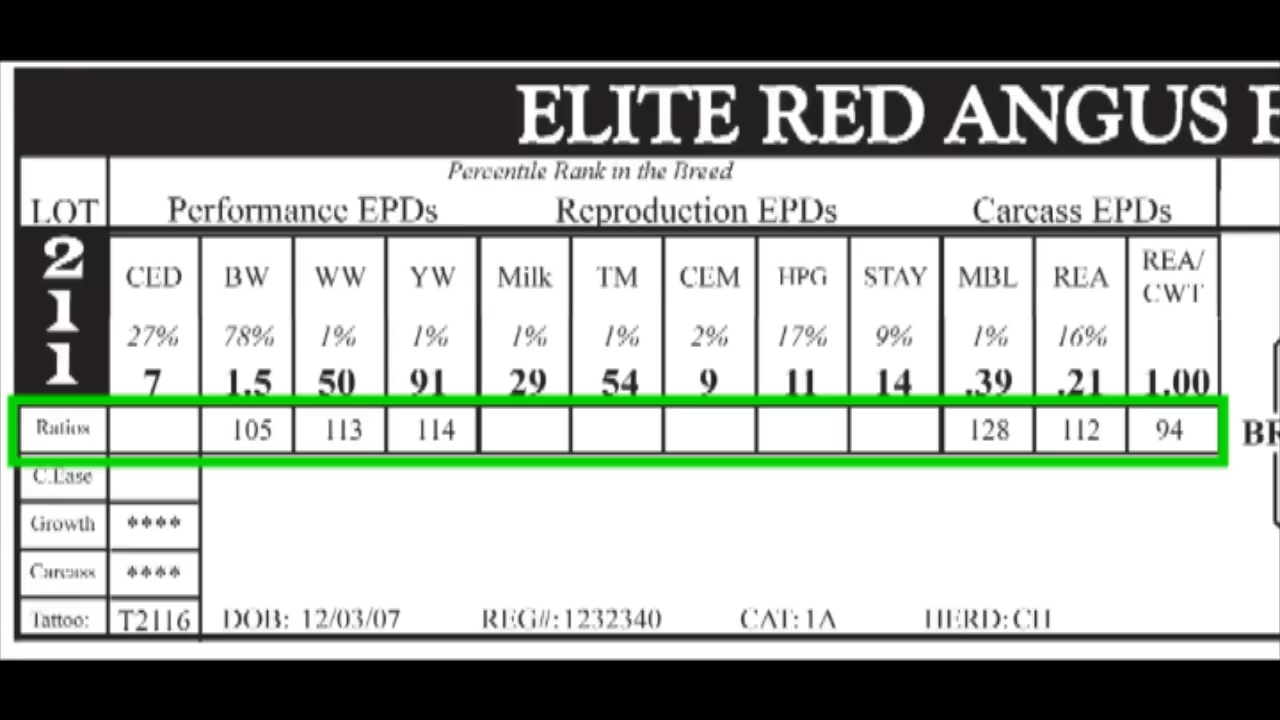 ELITE RED ANGUS
Percentile Rank in the Breed
LOT Performance EPDs Reproduction EPDs Carcass EPDs
211
CED BW WW YW Milk TM CEM HPG STAY MBL REA REA/CWT
27% 78% 1% 1% 1% 1% 2% 17% 9% 1% 16%
7 1.5 50 91 29 54 9 11 14 .39 .21 1.00
Ratios 105 113 114 128 112 94
BR
C.Ease
Growth ****
Carcass ****
Tattoo: T2116 DOB: 12/03/07 REG#:1232340 CAT: 1A HERD: CH